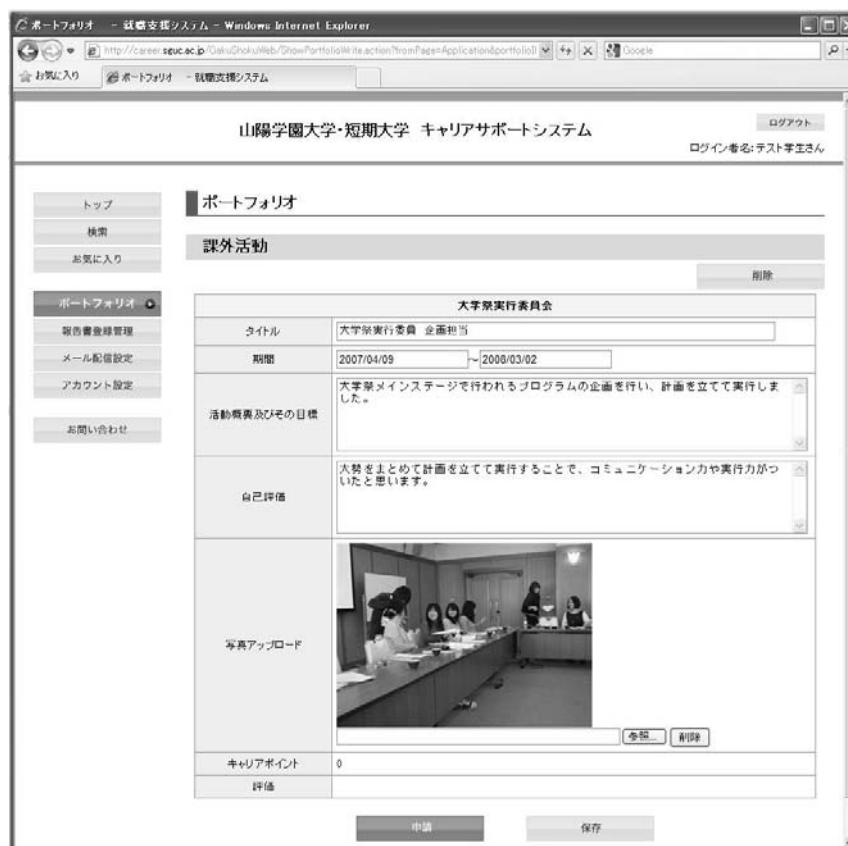 ポートフォリオ - 就職支援システム - Windows Internet Explorer
http://career.sguc.ac.jp/GakuShokuWeb/ShowPortfolioWrite.action?fromPage=Application&portfolioI
Google
お気に入り
ポートフォリオ - 就職支援システム
山陽学園大学・短期大学 キャリアサポートシステム
ログアウト
ログイン者名:テスト学生さん
トップ
検索
お気に入り
ポートフォリオ
報告書登録管理
メール配信設定
アカウント設定
お問い合わせ
ポートフォリオ
課外活動
削除
大学祭実行委員会
タイトル
大学祭実行委員 企画担当
期間
2007/04/09 ~ 2008/03/02
活動概要及びその目標
大学祭メインステージで行われるプログラムの企画を行い、計画を立てて実行しま
した。
自己評価
大勢をまとめて計画を立てて実行することで、コミュニケーション力や実行力がつ
いたと思います。
写真アップロード
参照...
削除
キャリアポイント
0
評価
申請
保存